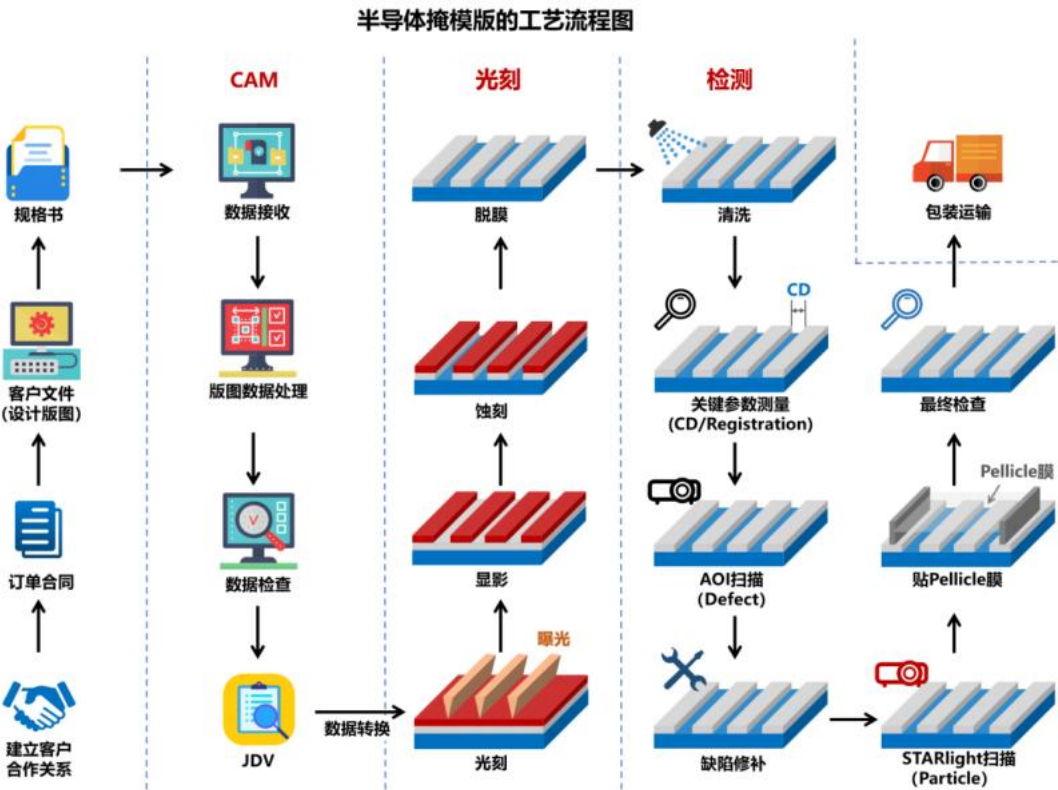 半导体掩模版的工艺流程图
规格书
客户文件
(设计版图)
订单合同
建立客户
合作关系
CAM
数据接收
版图数据处理
数据检查
JDV
数据转换
光刻
脱膜
蚀刻
显影
曝光
光刻
检测
清洗
CD
关键参数测量
(CD/Registration)
AOI扫描
(Defect)
缺陷修补
包装运输
最终检查
Pellicle膜
贴Pellicle膜
STARlight扫描
(Particle)